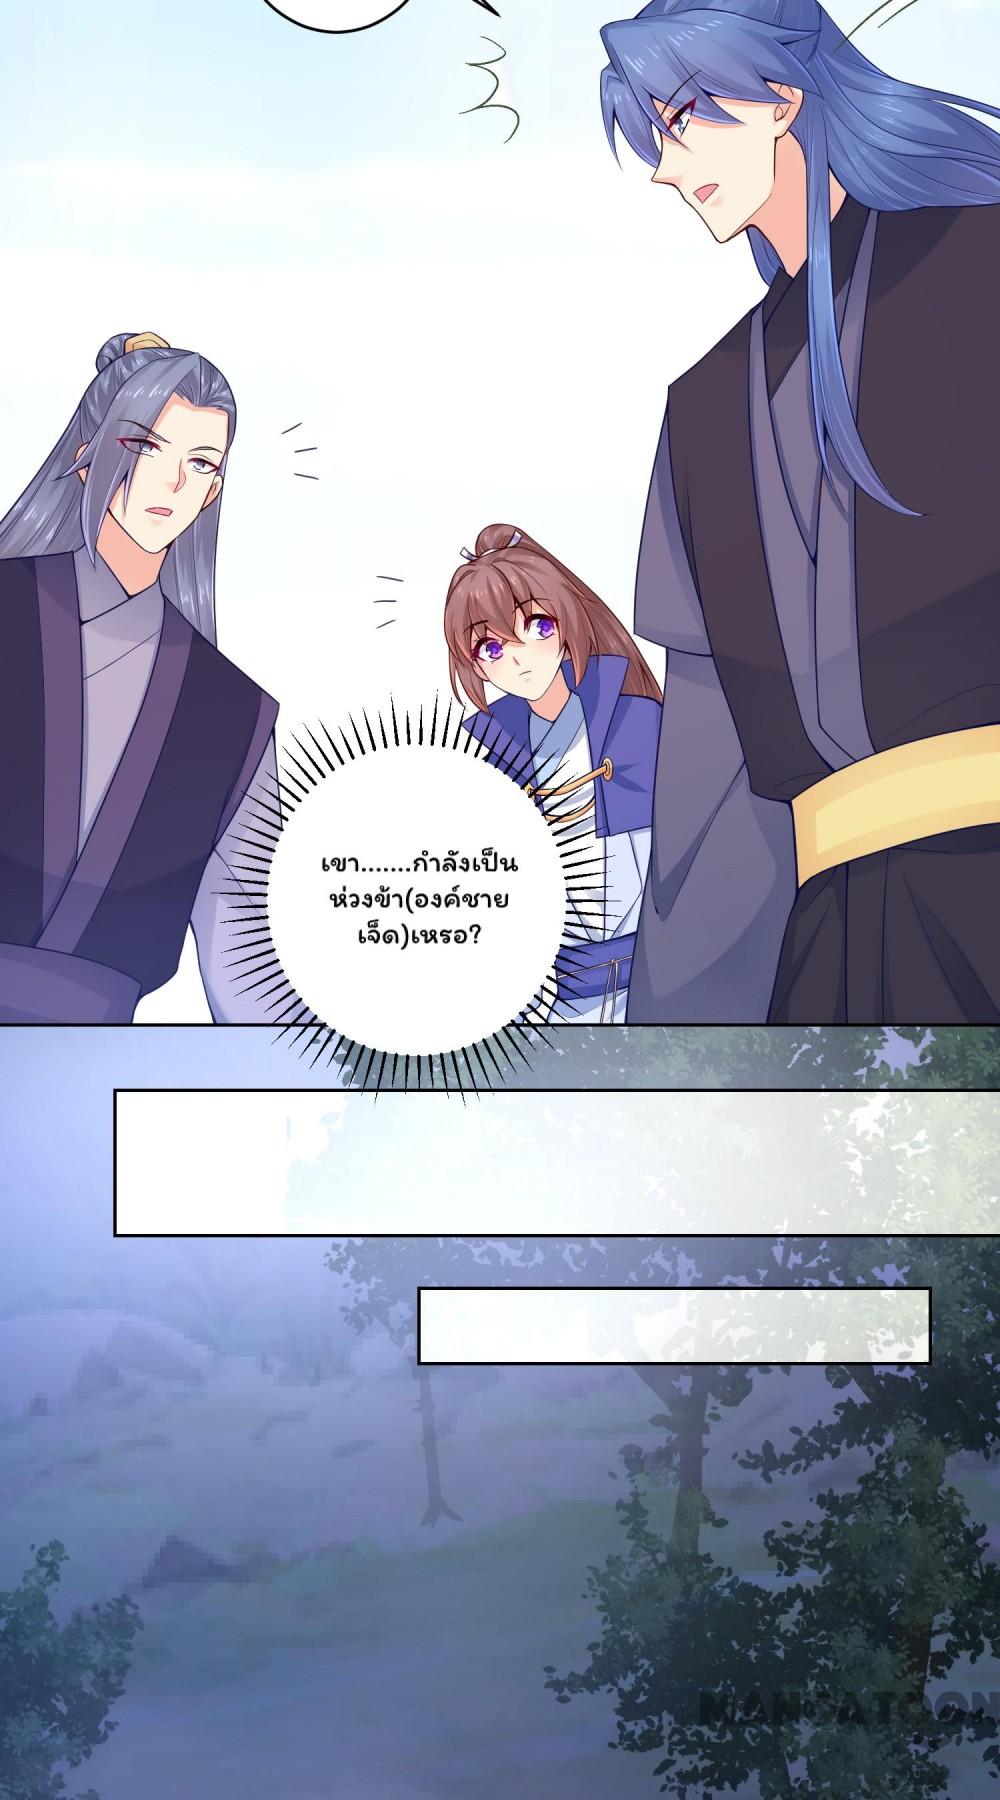 เขา.......กำลังเป็น
ห่วงข้า(องค์ชาย
เจ็ด)เหรอ?
MANGATOON